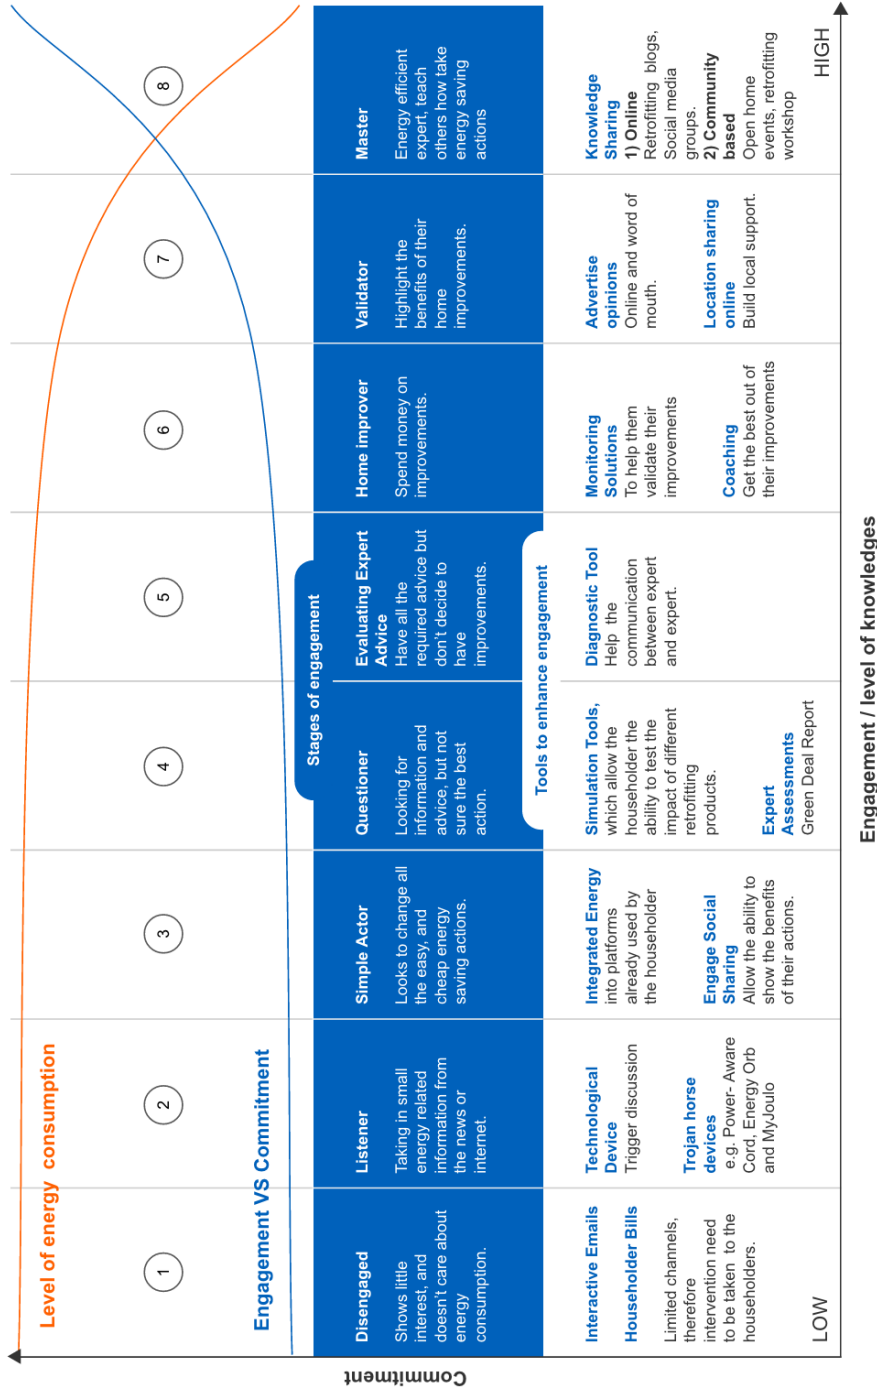 Level of energy consumption
Engagement VS Commitment
1
2
3
4
5
6
7
8
Stages of engagement
Disengaged
Shows little
interest, and
doesn't care about
energy
consumption.
Listener
Taking in small
energy related
information from
the news or
internet.
Simple Actor
Looks to change all
the easy, and
cheap energy
saving actions.
Questioner
Looking for
information and
advice, but not
sure the best
action.
Evaluating Expert
Advice
Have all the
required advice but
don't decide to
have
improvements.
Home improver
Spend money on
improvements.
Validator
Highlight the
benefits of their
home
improvements.
Master
Energy efficient
expert, teach
others how take
energy saving
actions
Tools to enhance engagement
Interactive Emails
Householder Bills
Limited channels,
therefore
intervention need
to be taken to the
householders.
Technological
Device
Trigger discussion
Trojan horse
devices
e.g. Power- Aware
Cord, Energy Orb
and MyJoulo
Integrated Energy
into platforms
already used by
the householder
Engage Social
Sharing
Allow the ability to
show the benefits
of their actions.
Simulation Tools,
which allow the
householder the
ability to test the
impact of different
retrofitting
products.
Expert
Assessments
Green Deal Report
Diagnostic Tool
Help the
communication
between expert
and expert.
Monitoring
Solutions
To help them
validate their
improvements
Coaching
Get the best out of
their improvements
Advertise
opinions
Online and word of
mouth.
Location sharing
online
Build local support.
Knowledge
Sharing
1) Online
Retrofitting blogs,
Social media
groups.
2) Community
based
Open home
events, retrofitting
workshop
LOW
HIGH
Commitment
Engagement / level of knowledges